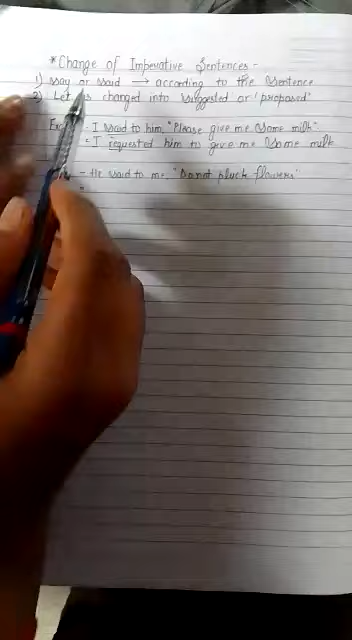 * Change of Imperative Sentences -
1) say or said → according to the sentence
2) Let is changed into 'suggested or 'proposed'
- I said to him "Please give me some milk"
= I requested him to give me some milk
- He said to me "Do not pluck flowers"
=